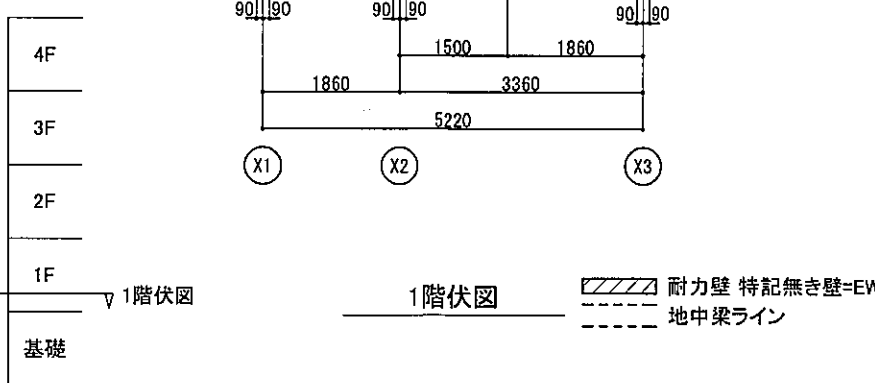 90 90 90 90 90 90
4F
1500 1860
1860 3360
3F
5220
X1 X2 X3
2F
1F
1階伏図
1階伏図
耐力壁 特記無き壁=EW
地中梁ライン
基礎